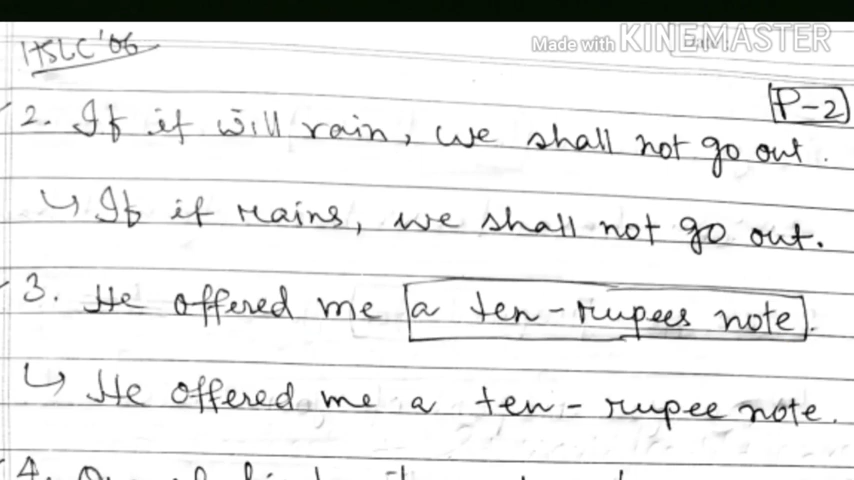 HSLC '06
Made with KINEMASTER
P-2
2. If it will rain, we shall not go out.
↳ If it rains, we shall not go out.
3. He offered me a ten-rupees note.
↳ He offered me a ten-rupee note.
4.